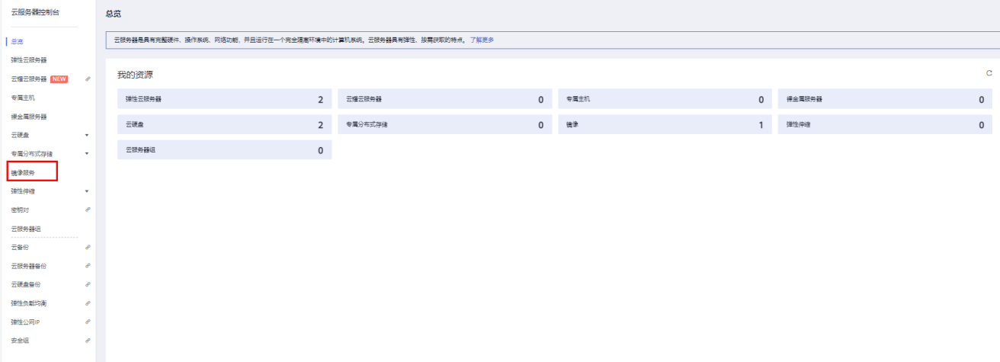 云服务器控制台
总览
弹性云服务器
云耀云服务器 NEW
专属主机
裸金属服务器
云硬盘
专属分布式存储
镜像服务
弹性伸缩
密钥对
云服务器组
云备份
云服务器备份
云硬盘备份
弹性负载均衡
弹性公网IP
安全组
总览
云服务器是具有完整硬件、操作系统、网络功能，并且运行在一个完全隔离环境中的计算机系统。云服务器具有弹性、按需获取的特点。 了解更多
我的资源
弹性云服务器 2 云耀云服务器 0 专属主机 0 裸金属服务器 0
云硬盘 2 专属分布式存储 0 镜像 1 弹性伸缩 0
云服务器组 0